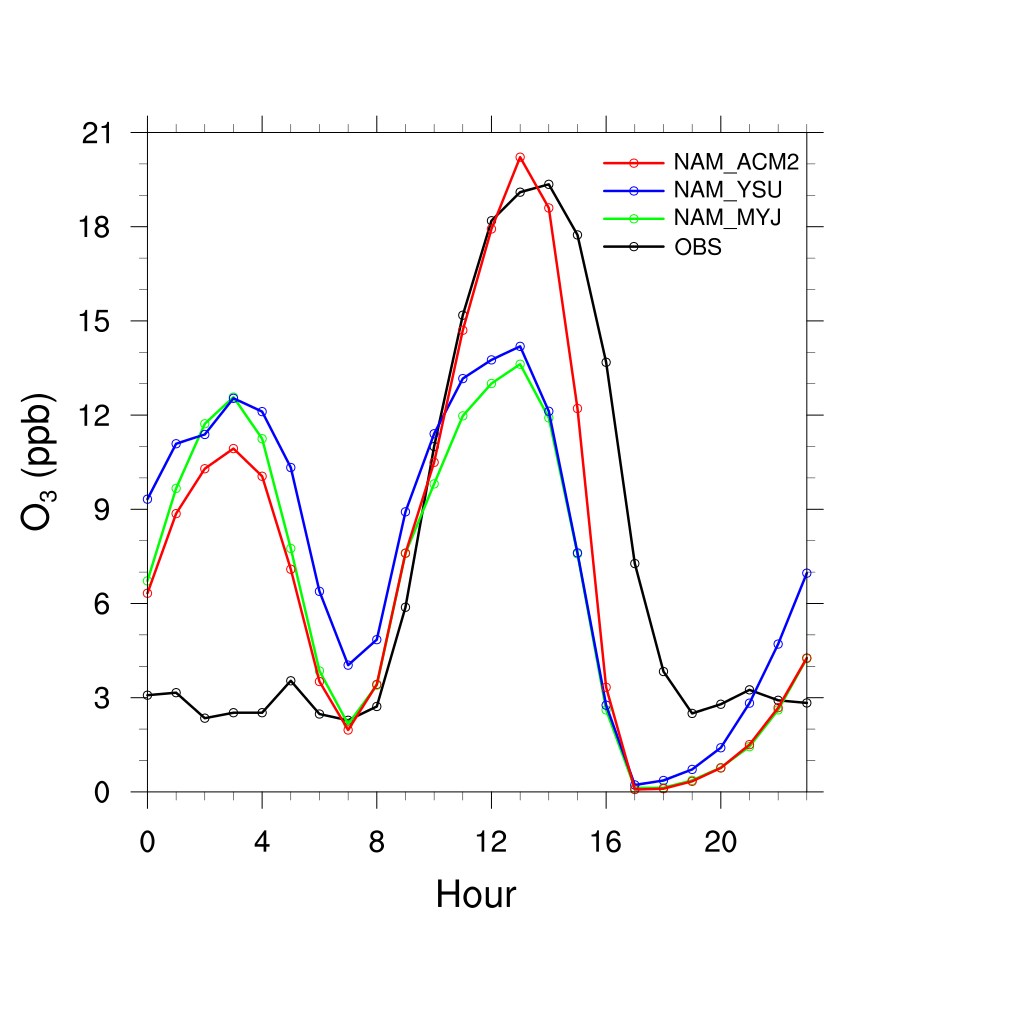 21
18
15
12
9
6
3
0
O₃ (ppb)
NAM_ACM2
NAM_YSU
NAM_MYJ
OBS
0 4 8 12 16 20
Hour